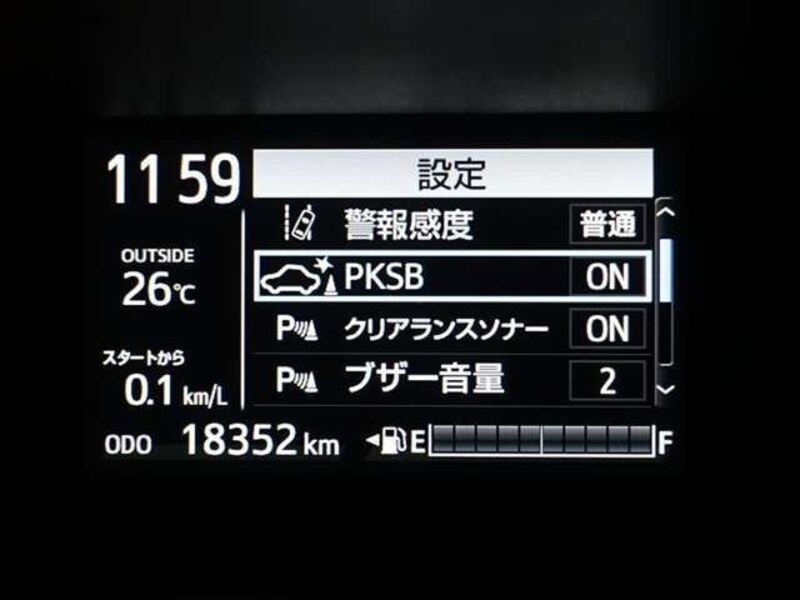 11 59
設定
警報感度 普通
OUTSIDE
26℃
PKSB ON
P クリアランスソナー ON
スタートから
0.1 km/L
P ブザー音量 2
ODO 18352 km E F